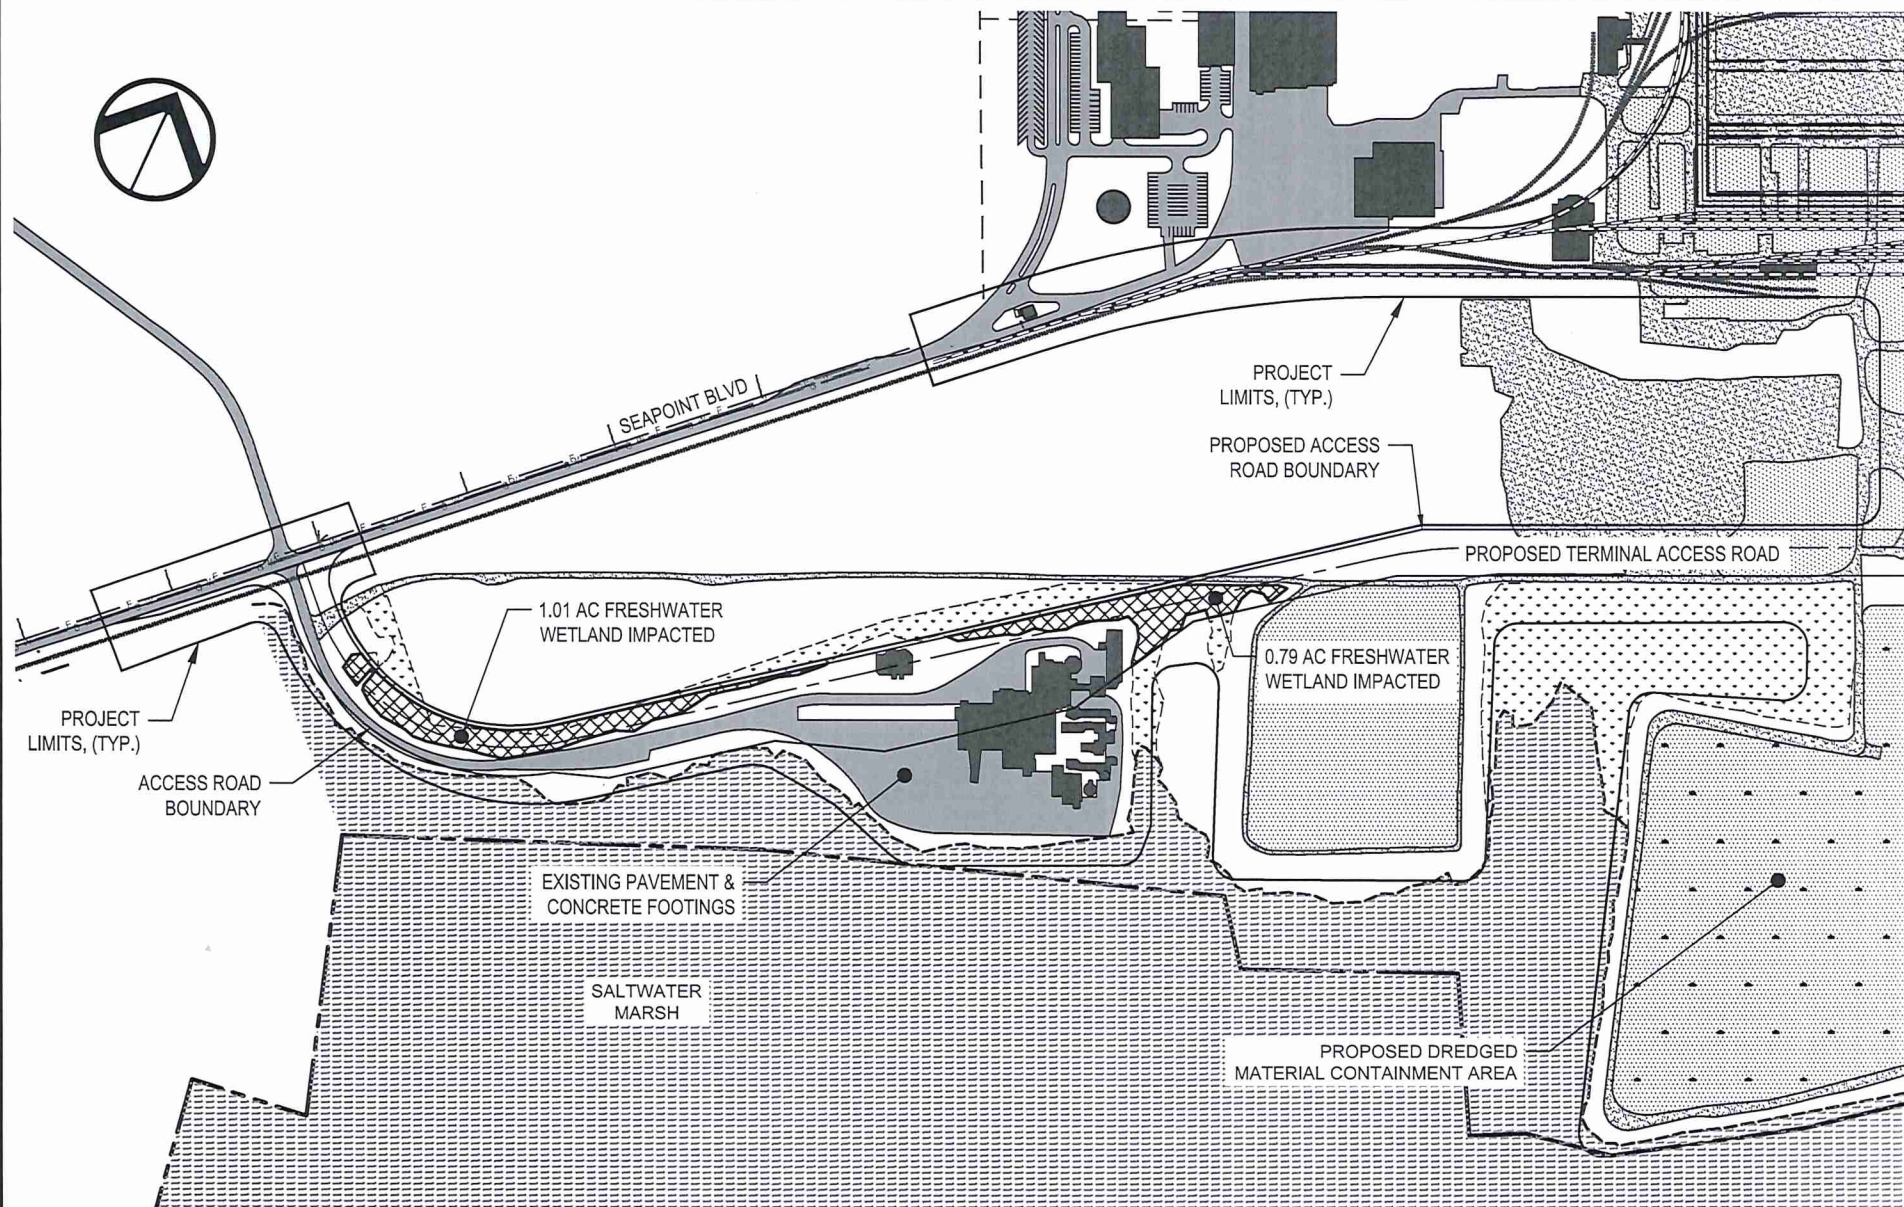 SEAPOINT BLVD
PROJECT
LIMITS, (TYP.)
PROPOSED ACCESS
ROAD BOUNDARY
PROPOSED TERMINAL ACCESS ROAD
1.01 AC FRESHWATER
WETLAND IMPACTED
0.79 AC FRESHWATER
WETLAND IMPACTED
PROJECT
LIMITS, (TYP.)
ACCESS ROAD
BOUNDARY
EXISTING PAVEMENT &
CONCRETE FOOTINGS
SALTWATER
MARSH
PROPOSED DREDGED
MATERIAL CONTAINMENT AREA